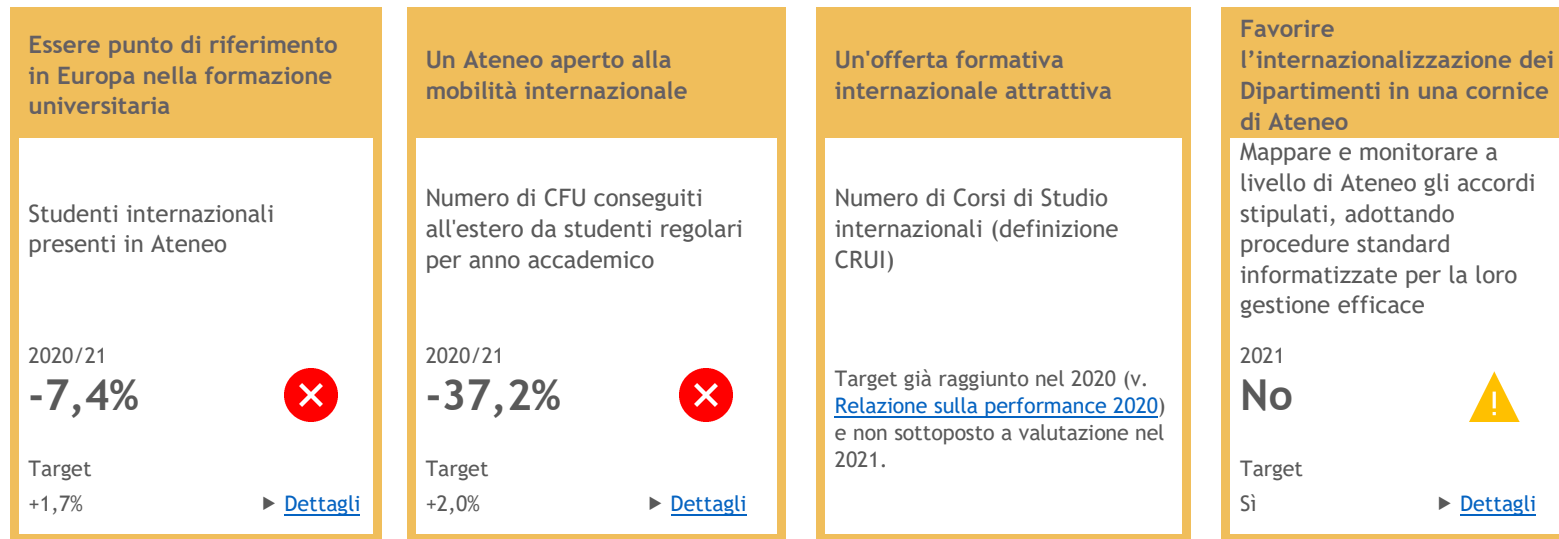 Essere punto di riferimento
in Europa nella formazione
universitaria
Studenti internazionali
presenti in Ateneo
2020/21
-7,4%
Target
+1,7%
► Dettagli
Un Ateneo aperto alla
mobilità internazionale
Numero di CFU conseguiti
all'estero da studenti regolari
per anno accademico
2020/21
-37,2%
Target
+2,0%
► Dettagli
Un'offerta formativa
internazionale attrattiva
Numero di Corsi di Studio
internazionali (definizione
CRUI)
Target già raggiunto nel 2020 (v.
Relazione sulla performance 2020)
e non sottoposto a valutazione nel
2021.
Favorire
l’internazionalizzazione dei
Dipartimenti in una cornice
di Ateneo
Mappare e monitorare a
livello di Ateneo gli accordi
stipulati, adottando
procedure standard
informatizzate per la loro
gestione efficace
2021
No
!
Target
Sì
► Dettagli